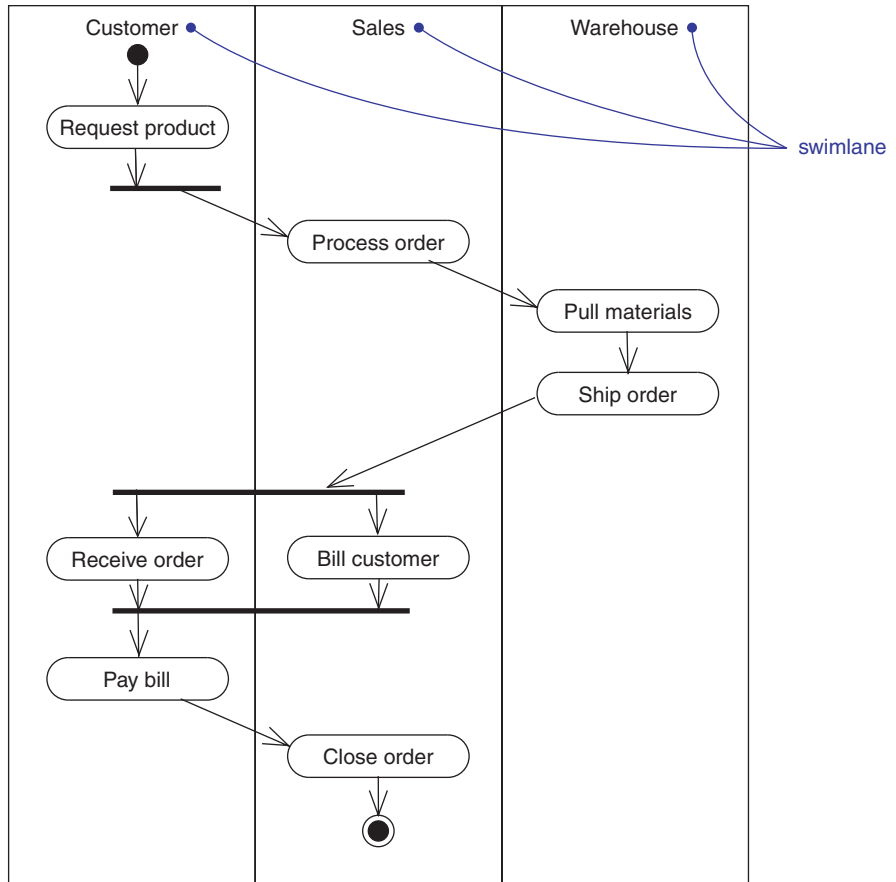 Customer
Sales
Warehouse
Request product
swimlane
Process order
Pull materials
Ship order
Receive order
Bill customer
Pay bill
Close order